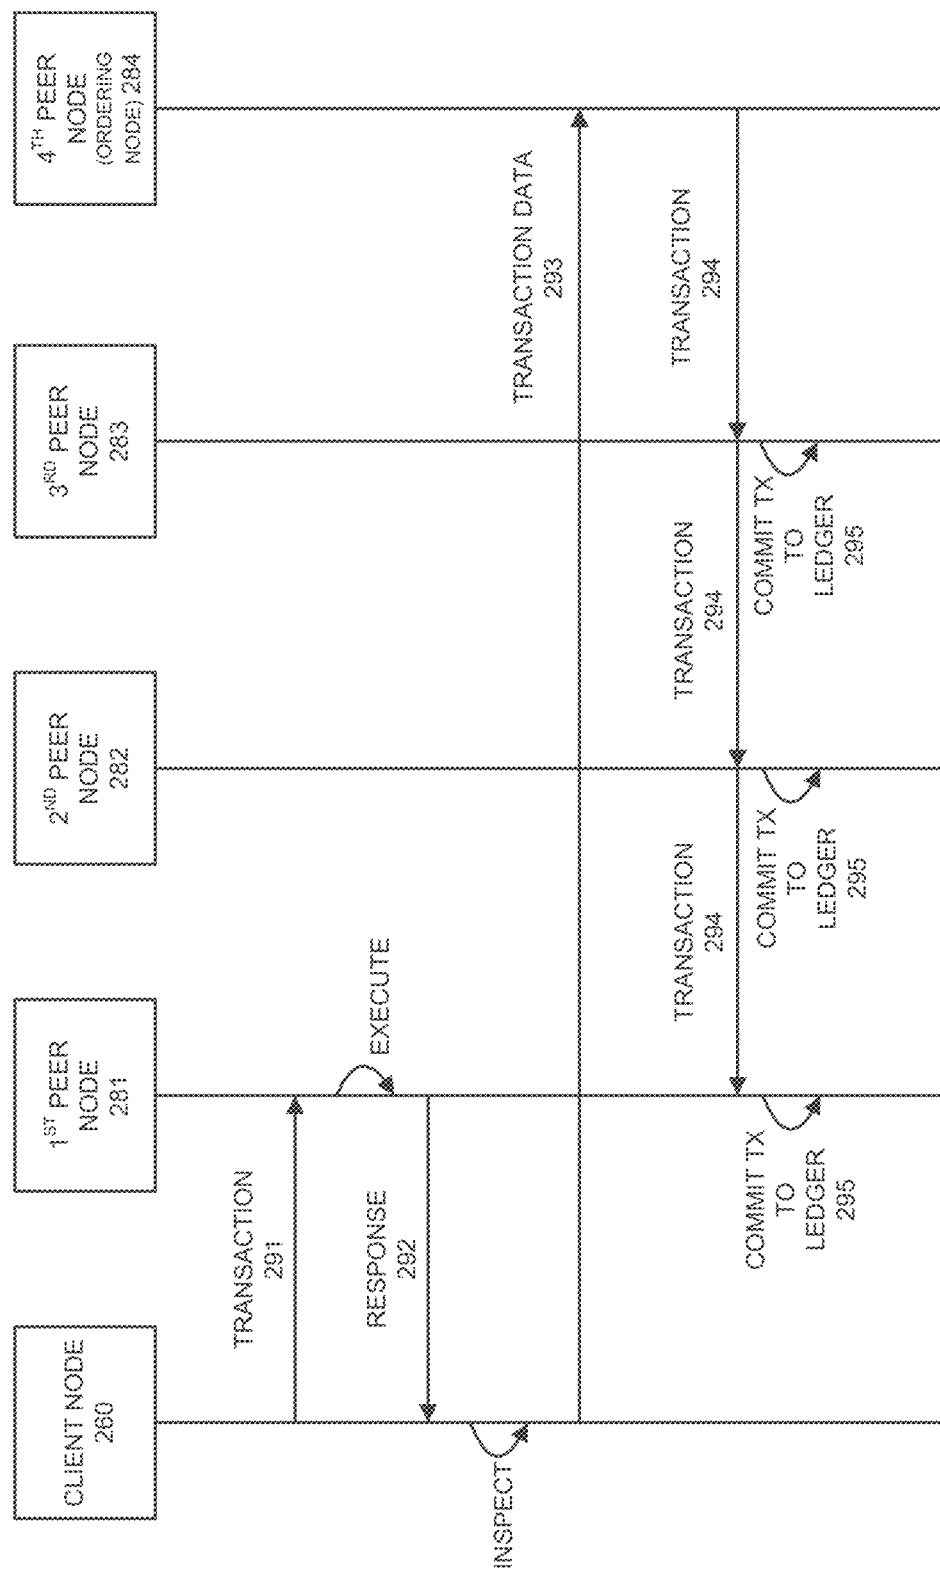 CLIENT NODE
260
1ST PEER
NODE
281
2ND PEER
NODE
282
3RD PEER
NODE
283
4TH PEER
NODE
(ORDERING
NODE) 284
TRANSACTION
291
EXECUTE
RESPONSE
292
INSPECT
TRANSACTION DATA
293
TRANSACTION
294
TRANSACTION
294
TRANSACTION
294
COMMIT TX
TO
LEDGER
295
COMMIT TX
TO
LEDGER
295
COMMIT TX
TO
LEDGER
295